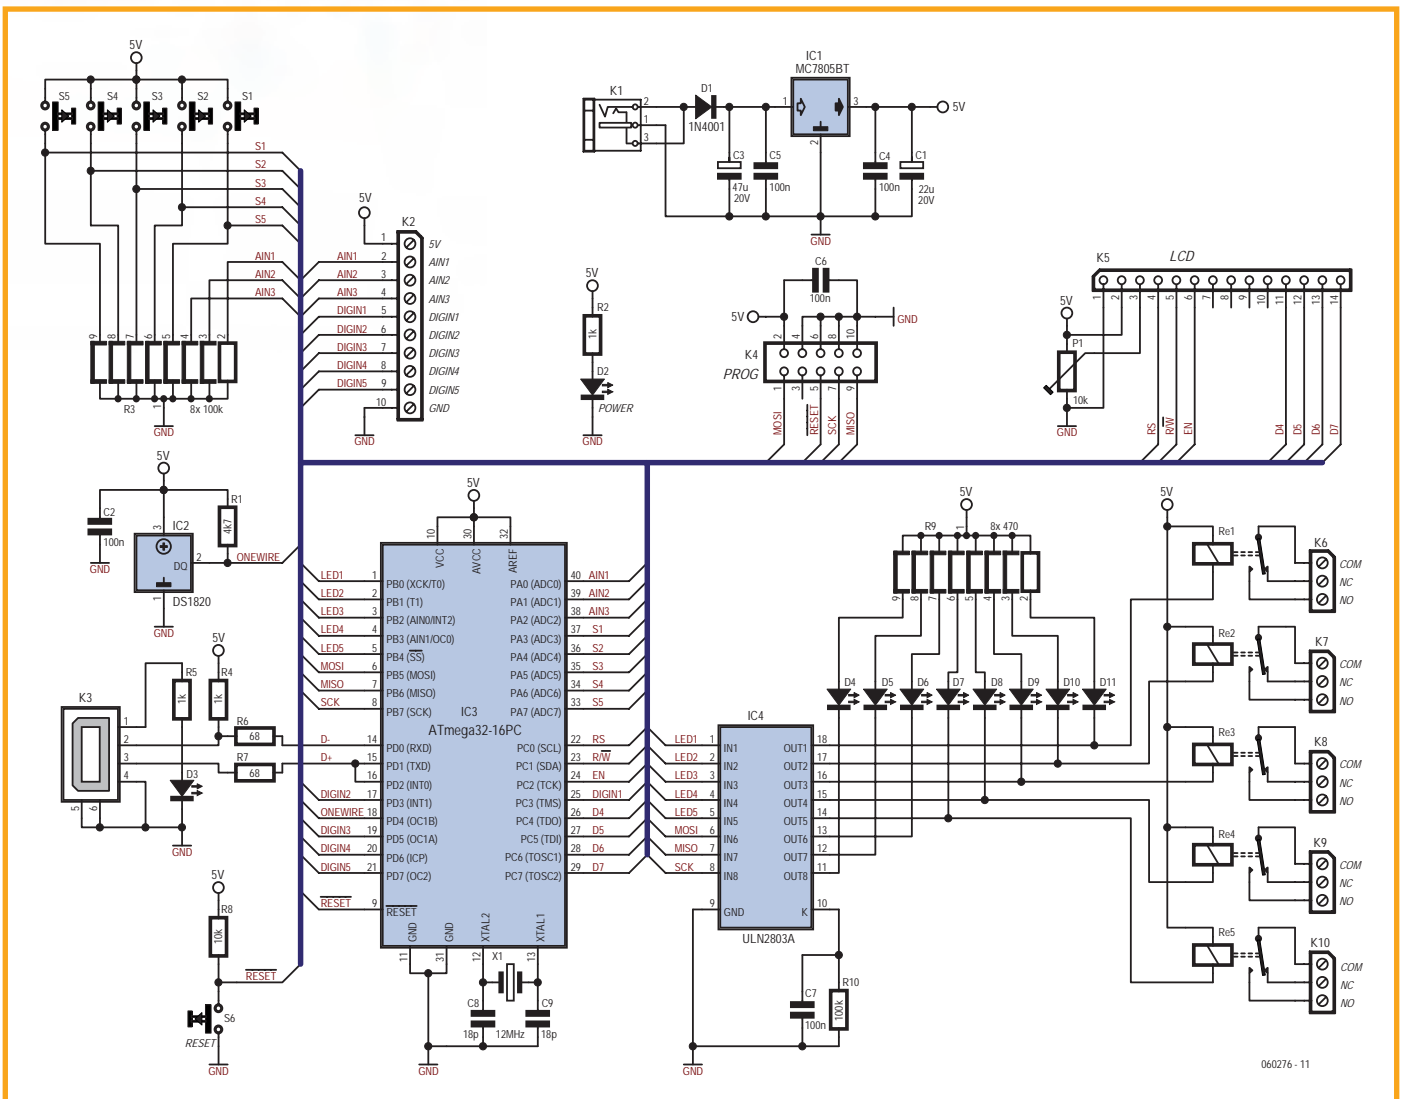 5V
S5 S4 S3 S2 S1
S1
S2
S3
S4
S5
AIN1
AIN2
AIN3
9 8 7 6 5 4 3 2
R3 1 8x 100k
GND
5V
K2
1 5V
AIN1 2 AIN1
AIN2 3 AIN2
AIN3 4 AIN3
DIGIN1 5 DIGIN1
DIGIN2 6 DIGIN2
DIGIN3 7 DIGIN3
DIGIN4 8 DIGIN4
DIGIN5 9 DIGIN5
10 GND
GND
K1
2
1
3
D1
1N4001
IC1
MC7805BT
1 3
2
5V
C3
47u
20V
C5
100n
C4
100n
C1
22u
20V
GND
5V
R2
1k
D2
POWER
GND
C6
100n
5V
GND
2 4 6 8 10
K4
PROG
1 3 5 7 9
MOSI RESET SCK MISO
K5 LCD
1 2 3 4 5 6 7 8 9 10 11 12 13 14
5V
P1
10k
GND
RS R/W EN D4 D5 D6 D7
5V
C2
100n
GND
R1
4k7
IC2
3
DQ 2 ONEWIRE
1
DS1820
GND
5V
K3
R5
1k
R4
1k
1
2
3
4
5 6
R6
68
R7
68
D-
D+
D3
GND
5V
R8
10k
RESET
S6
RESET
GND
5V
10 30 32
VCC AVCC AREF
LED1 1 PB0 (XCK/T0)
LED2 2 PB1 (T1)
LED3 3 PB2 (AIN0/INT2)
LED4 4 PB3 (AIN1/OC0)
LED5 5 PB4 (SS)
MOSI 6 PB5 (MOSI)
MISO 7 PB6 (MISO)
SCK 8 PB7 (SCK)
IC3
ATmega32-16PC
14 PD0 (RXD)
15 PD1 (TXD)
16 PD2 (INT0)
DIGIN2 17 PD3 (INT1)
ONEWIRE 18 PD4 (OC1B)
DIGIN3 19 PD5 (OC1A)
DIGIN4 20 PD6 (ICP)
DIGIN5 21 PD7 (OC2)
RESET 9 RESET
PA0 (ADC0) 40 AIN1
PA1 (ADC1) 39 AIN2
PA2 (ADC2) 38 AIN3
PA3 (ADC3) 37 S1
PA4 (ADC4) 36 S2
PA5 (ADC5) 35 S3
PA6 (ADC6) 34 S4
PA7 (ADC7) 33 S5
PC0 (SCL) 22 RS
PC1 (SDA) 23 R/W
PC2 (TCK) 24 EN
PC3 (TMS) 25 DIGIN1
PC4 (TDO) 26 D4
PC5 (TDI) 27 D5
PC6 (TOSC1) 28 D6
PC7 (TOSC2) 29 D7
GND GND XTAL2 XTAL1
11 31 12 13
X1
C8
18p
12MHz
C9
18p
GND
5V
R9 1 8x 470
9 8 7 6 5 4 3 2
D4 D5 D6 D7 D8 D9 D10 D11
IC4
LED1 1 IN1 OUT1 18
LED2 2 IN2 OUT2 17
LED3 3 IN3 OUT3 16
LED4 4 IN4 OUT4 15
LED5 5 IN5 OUT5 14
MOSI 6 IN6 OUT6 13
MISO 7 IN7 OUT7 12
SCK 8 IN8 OUT8 11
9 GND K 10
ULN2803A
C7
100n
R10
100k
GND
5V
Re1
K6
COM
NC
NO
Re2
K7
COM
NC
NO
Re3
K8
COM
NC
NO
Re4
K9
COM
NC
NO
Re5
K10
COM
NC
NO
060276 - 11